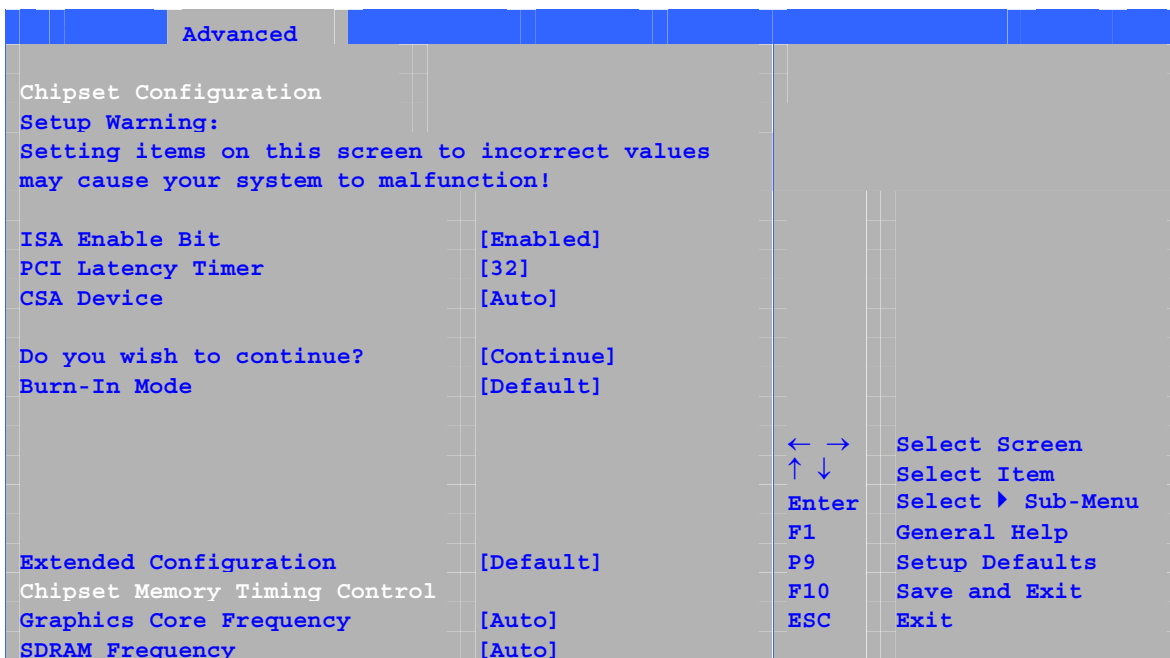 Advanced
Chipset Configuration
Setup Warning:
Setting items on this screen to incorrect values
may cause your system to malfunction!
ISA Enable Bit [Enabled]
PCI Latency Timer [32]
CSA Device [Auto]
Do you wish to continue? [Continue]
Burn-In Mode [Default]
Extended Configuration [Default]
Chipset Memory Timing Control
Graphics Core Frequency [Auto]
SDRAM Frequency [Auto]
← → Select Screen
↑ ↓ Select Item
Enter Select ▶ Sub-Menu
F1 General Help
P9 Setup Defaults
F10 Save and Exit
ESC Exit